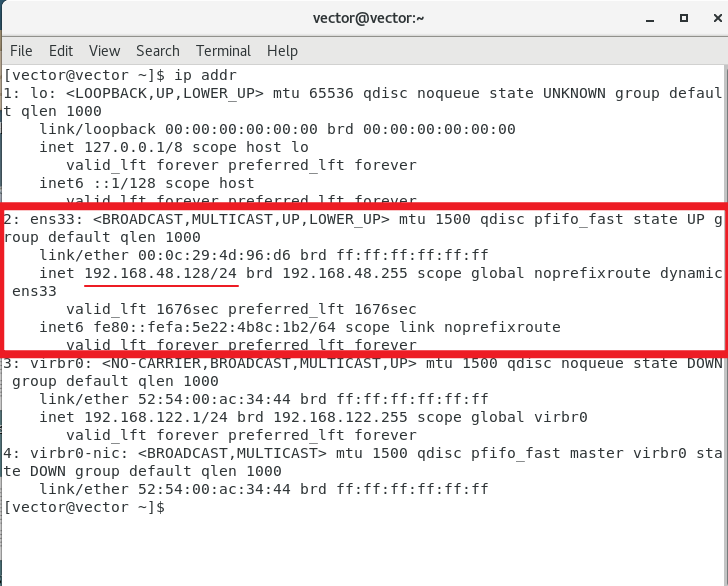 vector@vector:~
File Edit View Search Terminal Help
[vector@vector ~]$ ip addr
1: lo: <LOOPBACK,UP,LOWER_UP> mtu 65536 qdisc noqueue state UNKNOWN group defaul
t qlen 1000
    link/loopback 00:00:00:00:00:00 brd 00:00:00:00:00:00
    inet 127.0.0.1/8 scope host lo
       valid_lft forever preferred_lft forever
    inet6 ::1/128 scope host
       valid_lft forever preferred_lft forever
2: ens33: <BROADCAST,MULTICAST,UP,LOWER_UP> mtu 1500 qdisc pfifo_fast state UP g
roup default qlen 1000
    link/ether 00:0c:29:4d:96:d6 brd ff:ff:ff:ff:ff:ff
    inet 192.168.48.128/24 brd 192.168.48.255 scope global noprefixroute dynamic
 ens33
       valid_lft 1676sec preferred_lft 1676sec
    inet6 fe80::fefa:5e22:4b8c:1b2/64 scope link noprefixroute
       valid_lft forever preferred_lft forever
3: virbr0: <NO-CARRIER,BROADCAST,MULTICAST,UP> mtu 1500 qdisc noqueue state DOWN
 group default qlen 1000
    link/ether 52:54:00:ac:34:44 brd ff:ff:ff:ff:ff:ff
    inet 192.168.122.1/24 brd 192.168.122.255 scope global virbr0
       valid_lft forever preferred_lft forever
4: virbr0-nic: <BROADCAST,MULTICAST> mtu 1500 qdisc pfifo_fast master virbr0 sta
te DOWN group default qlen 1000
    link/ether 52:54:00:ac:34:44 brd ff:ff:ff:ff:ff:ff
[vector@vector ~]$